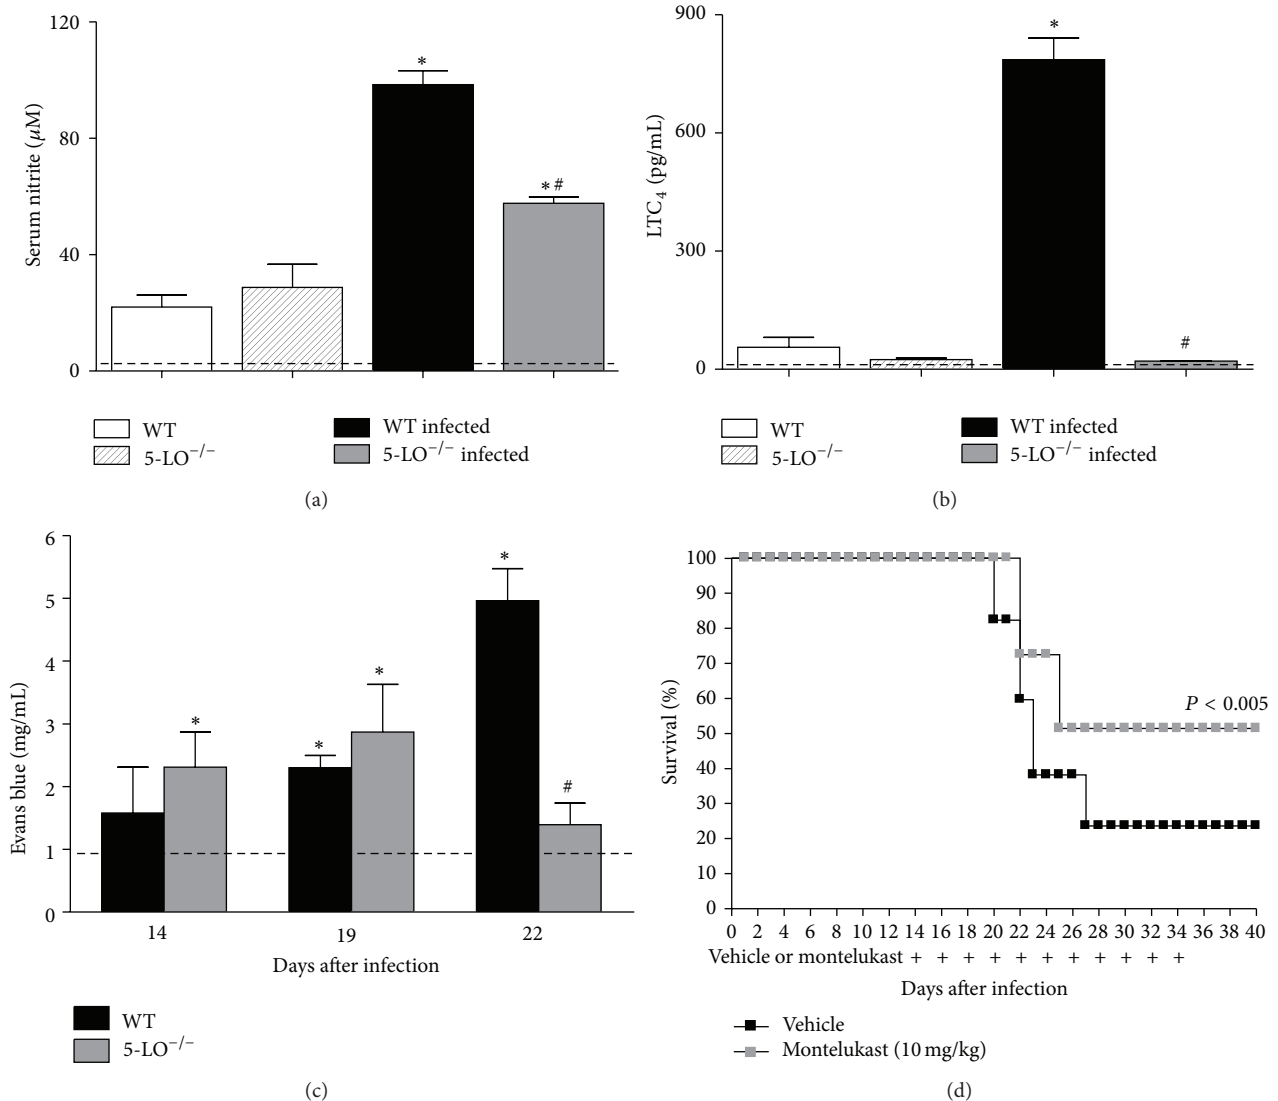 120
80
40
0
Serum nitrite (μM)
*
*#
WT
5-LO−/−
WT infected
5-LO−/− infected
(a)
900
600
300
0
LTC4 (pg/mL)
*
#
WT
5-LO−/−
WT infected
5-LO−/− infected
(b)
6
5
4
3
2
1
0
Evans blue (mg/mL)
*
*
*
*
#
14 19 22
Days after infection
WT
5-LO−/−
(c)
100
90
80
70
60
50
40
30
20
10
0
Survival (%)
P < 0.005
0 2 4 6 8 10 12 14 16 18 20 22 24 26 28 30 32 34 36 38 40
Vehicle or montelukast + + + + + + + + + + +
Days after infection
Vehicle
Montelukast (10 mg/kg)
(d)